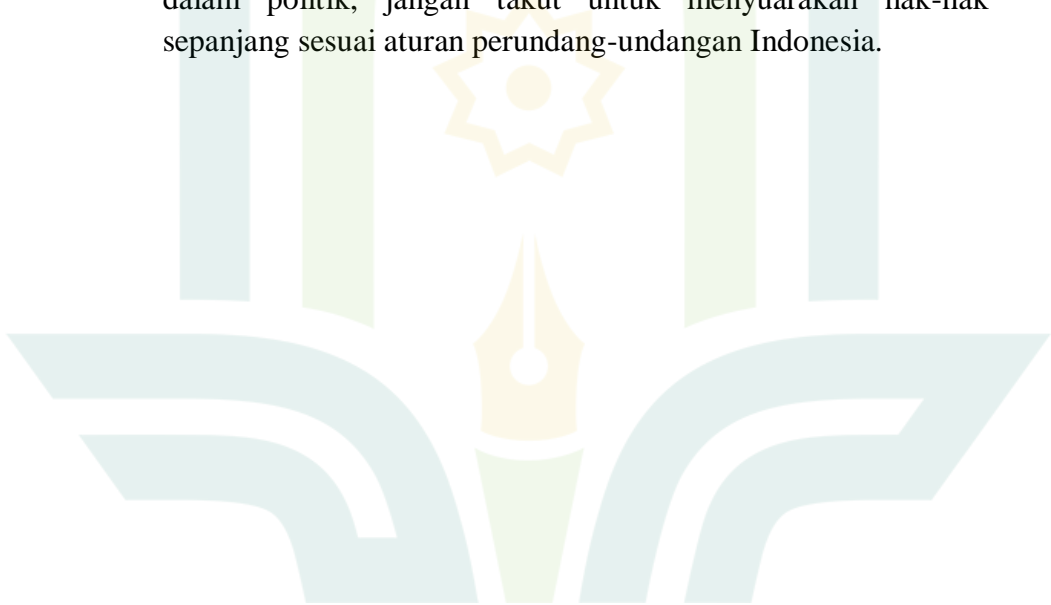 dalam politik, jangan takut untuk menyuarakan hak-hak
sepanjang sesuai aturan perundang-undangan Indonesia.